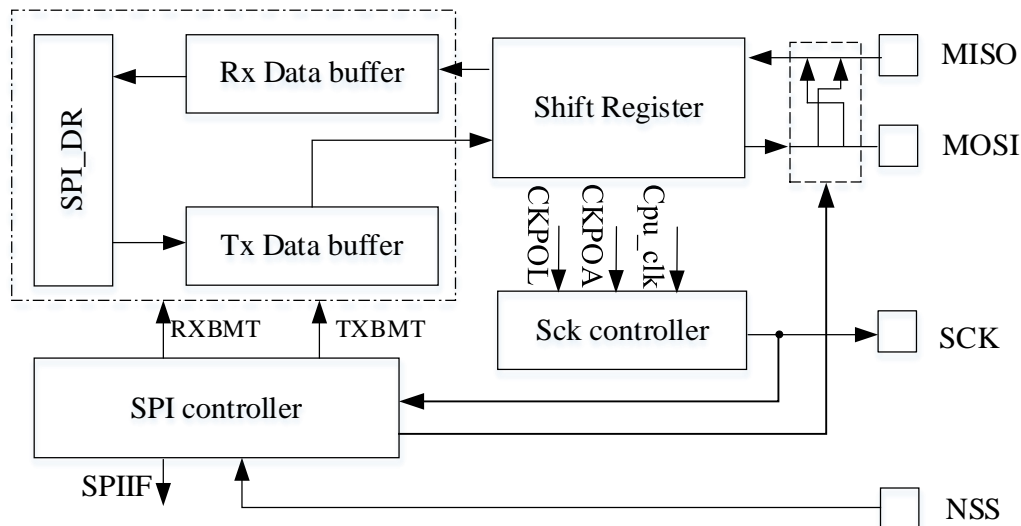 Rx Data buffer
Shift Register
MISO
SPI_DR
MOSI
Tx Data buffer
CKPOL
CKPOA
Cpu_clk
RXBMT
TXBMT
Sck controller
SCK
SPI controller
SPIIF
NSS